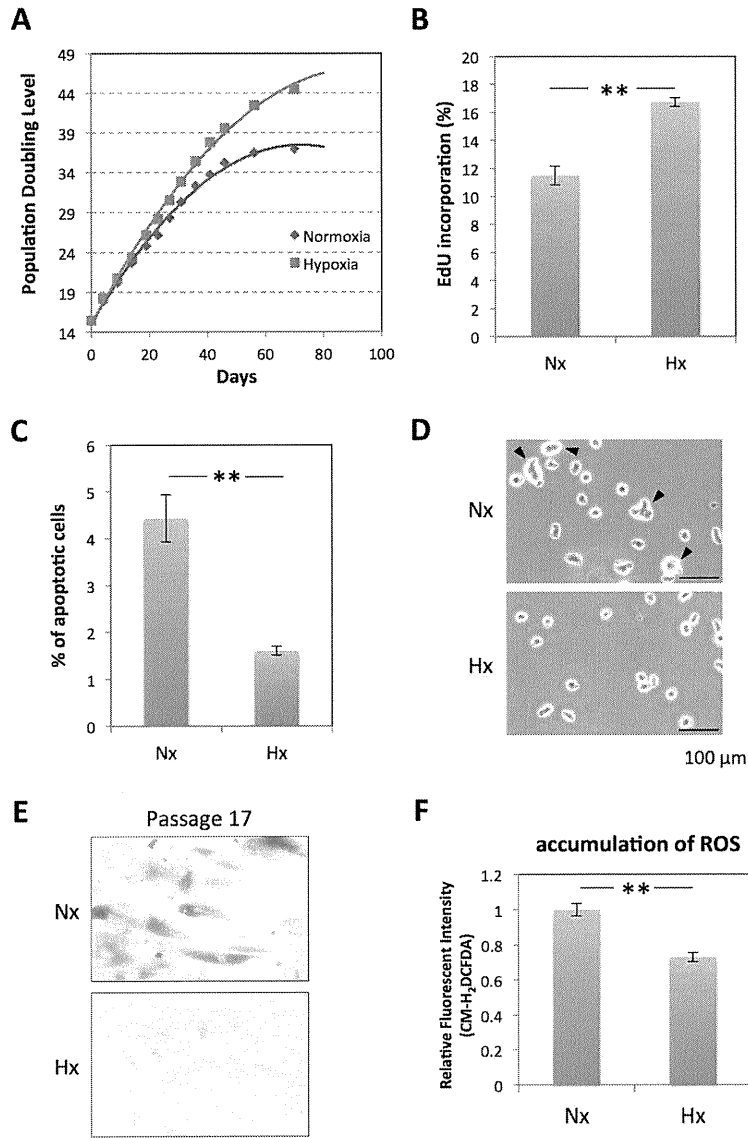 A
49
44
39
34
29
24
19
14
0
20
40
60
80
100
Population Doubling Level
Days
Normoxia
Hypoxia
B
20
18
16
14
12
10
8
6
4
2
0
EdU incorporation (%)
**
Nx
Hx
C
6
5
4
3
2
1
0
% of apoptotic cells
**
Nx
Hx
D
Nx
Hx
100 μm
E
Passage 17
Nx
Hx
F
accumulation of ROS
1.2
1
0.8
0.6
0.4
0.2
0
Relative Fluorescent Intensity
(CM-H₂DCFDA)
**
Nx
Hx